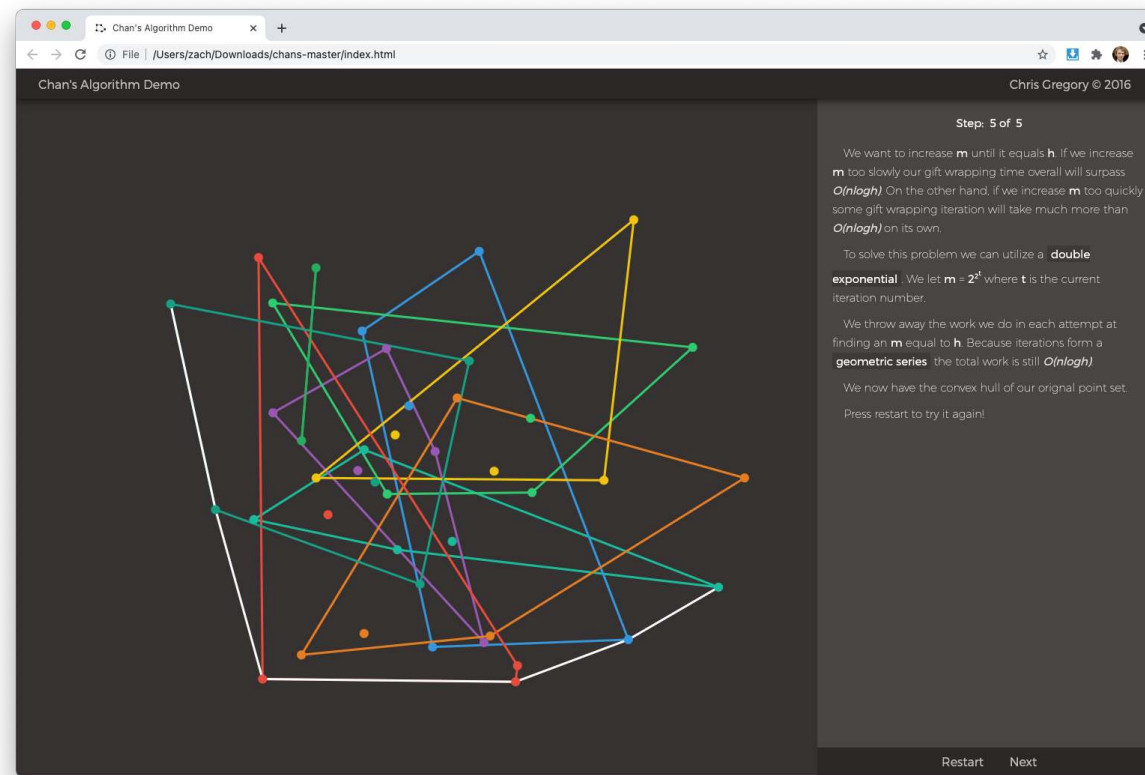 Chan's Algorithm Demo
File | /Users/zach/Downloads/chans-master/index.html
Chan's Algorithm Demo
Chris Gregory © 2016
Step: 5 of 5
We want to increase m until it equals h. If we increase
m too slowly our gift wrapping time overall will surpass
O(nlogh). On the other hand, if we increase m too quickly
some gift wrapping iteration will take much more than
O(nlogh) on its own.
To solve this problem we can utilize a double
exponential. We let m = 2^2^t where t is the current
iteration number.
We throw away the work we do in each attempt at
finding an m equal to h. Because iterations form a
geometric series the total work is still O(nlogh).
We now have the convex hull of our orignal point set.
Press restart to try it again!
Restart Next